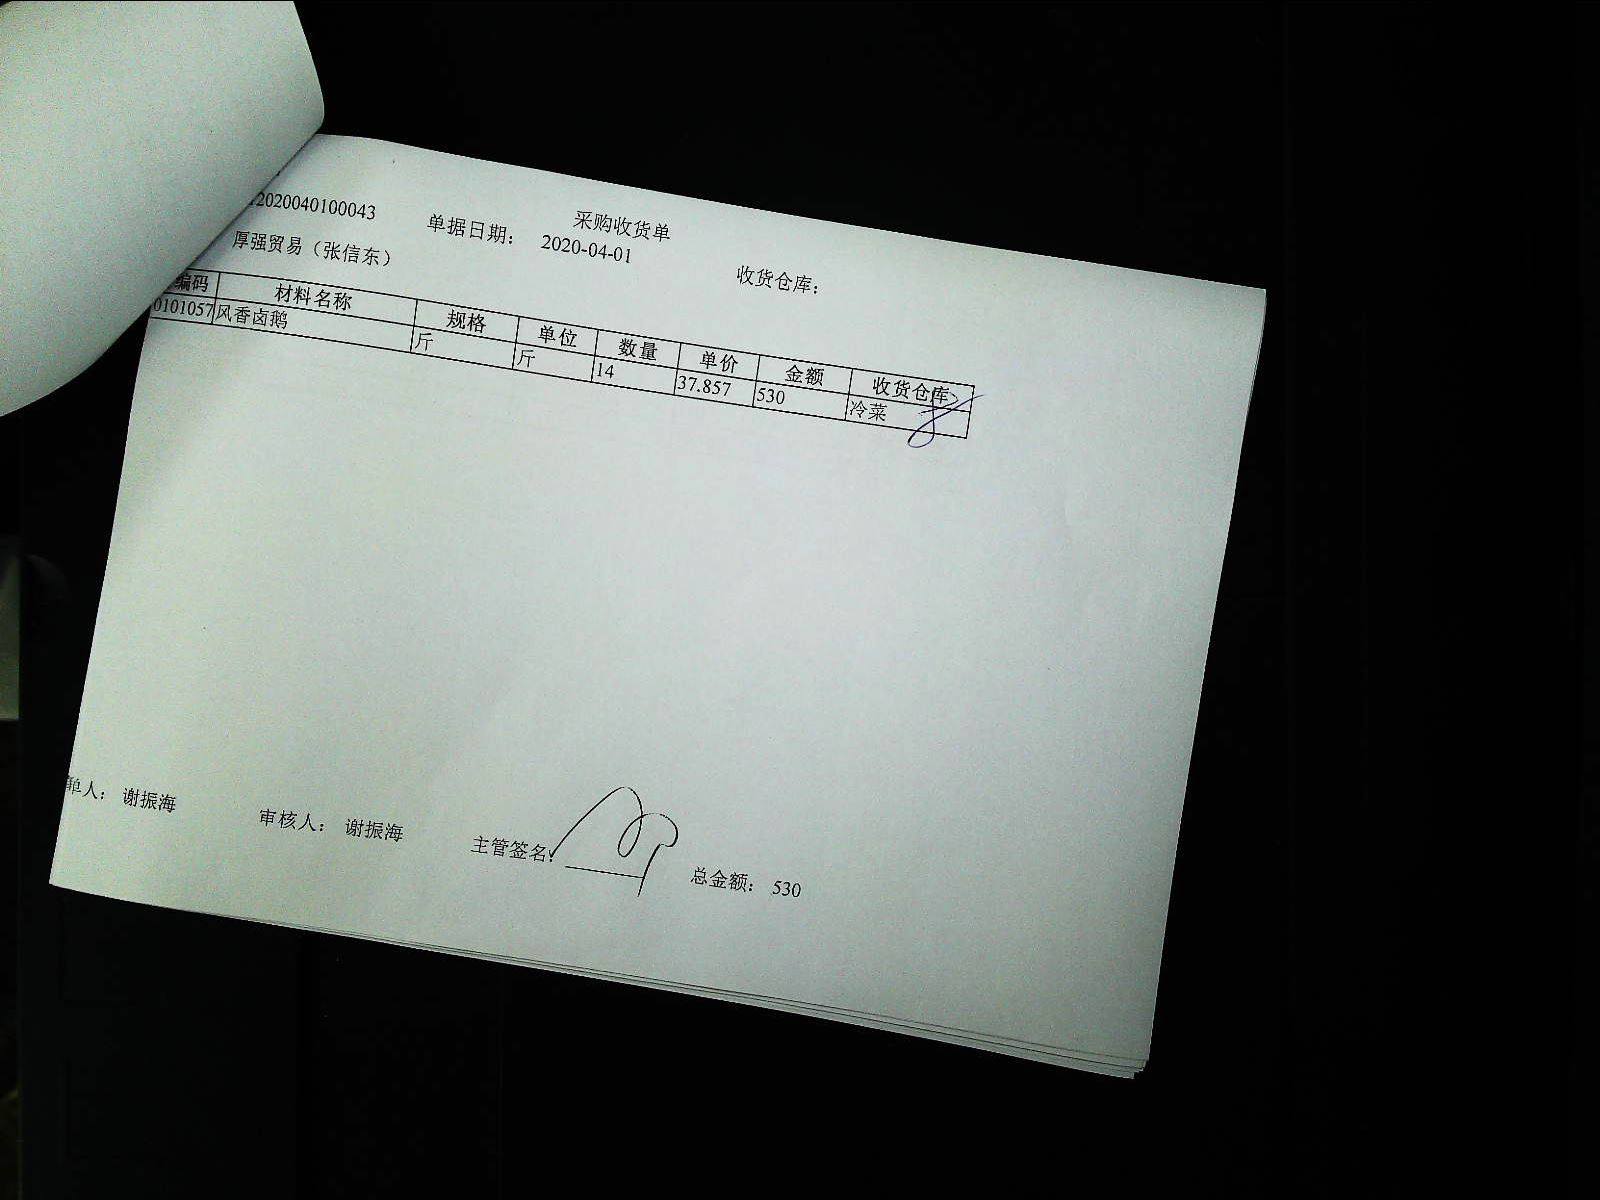 采购收货单
2020040100043 单据日期: 2020-04-01
厚强贸易（张信东） 收货仓库:
编码 材料名称 规格 单位 数量 单价 金额 收货仓库
0101057 风香卤鹅 斤 斤 14 37.857 530 冷菜
单人: 谢振海 审核人: 谢振海 主管签名: 总金额: 530